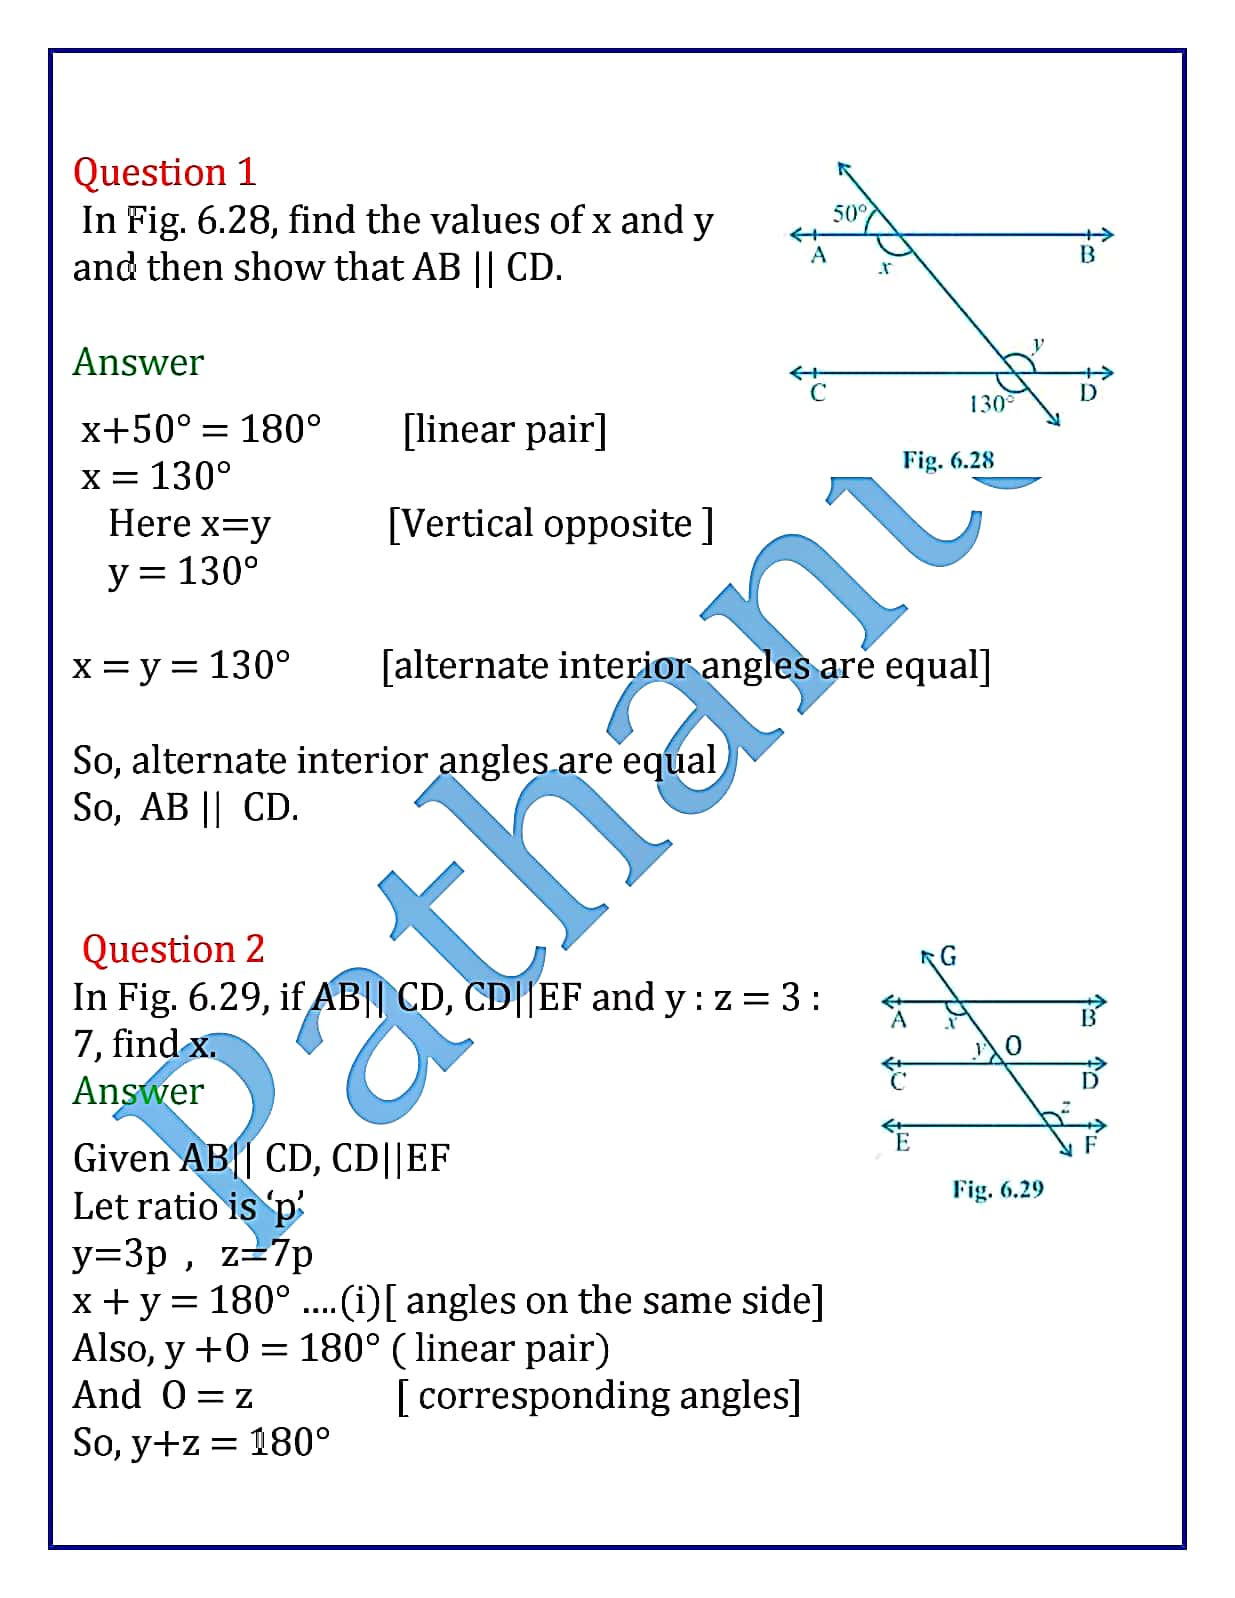 Question 1
In Fig. 6.28, find the values of x and y
and then show that AB || CD.
50°
A
B
x
y
C
D
130°
Fig. 6.28
Answer
x+50° = 180° [linear pair]
x = 130°
Here x=y [Vertical opposite ]
y = 130°
x = y = 130° [alternate interior angles are equal]
So, alternate interior angles are equal
So, AB || CD.
Question 2
In Fig. 6.29, if AB|| CD, CD||EF and y : z = 3 :
7, find x.
G
A
B
x
y
O
C
D
z
E
F
Fig. 6.29
Answer
Given AB|| CD, CD||EF
Let ratio is ‘p’
y=3p , z=7p
x + y = 180° ....(i)[ angles on the same side]
Also, y +O = 180° ( linear pair)
And O = z [ corresponding angles]
So, y+z = 180°